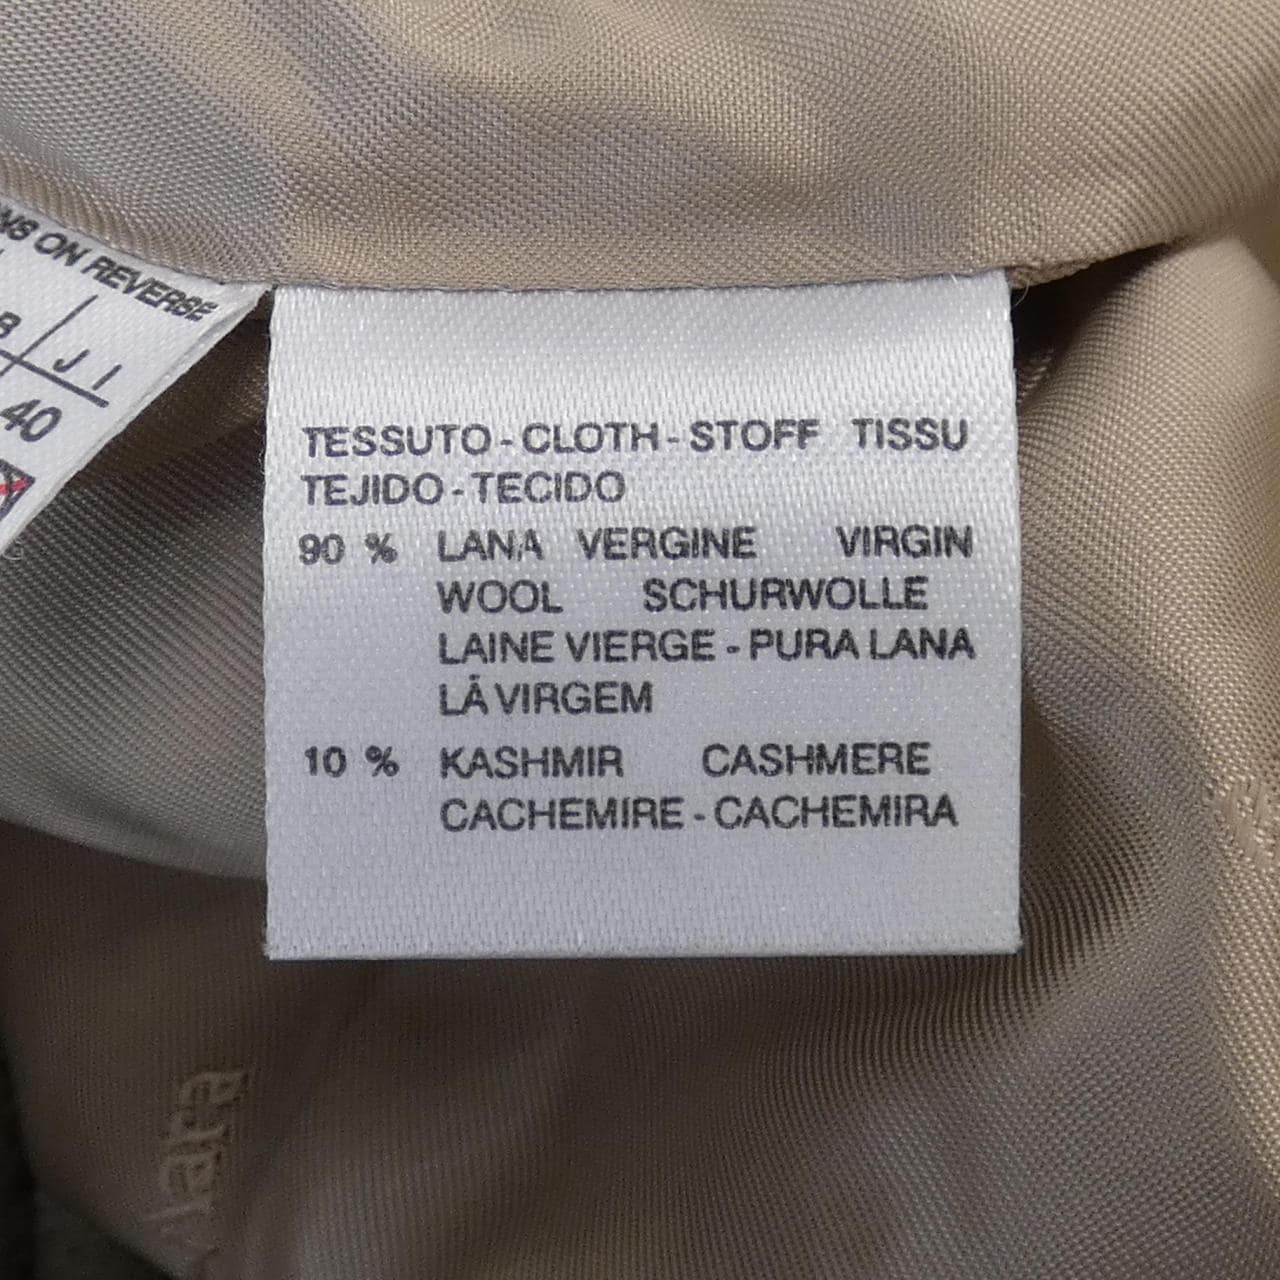 ON REVERSE
J I
40
TESSUTO - CLOTH - STOFF TISSU
TEJIDO - TECIDO
90 % LANA VERGINE VIRGIN
WOOL SCHURWOLLE
LAINE VIERGE - PURA LANA
LÃ VIRGEM
10 % KASHMIR CASHMERE
CACHEMIRE - CACHEMIRA